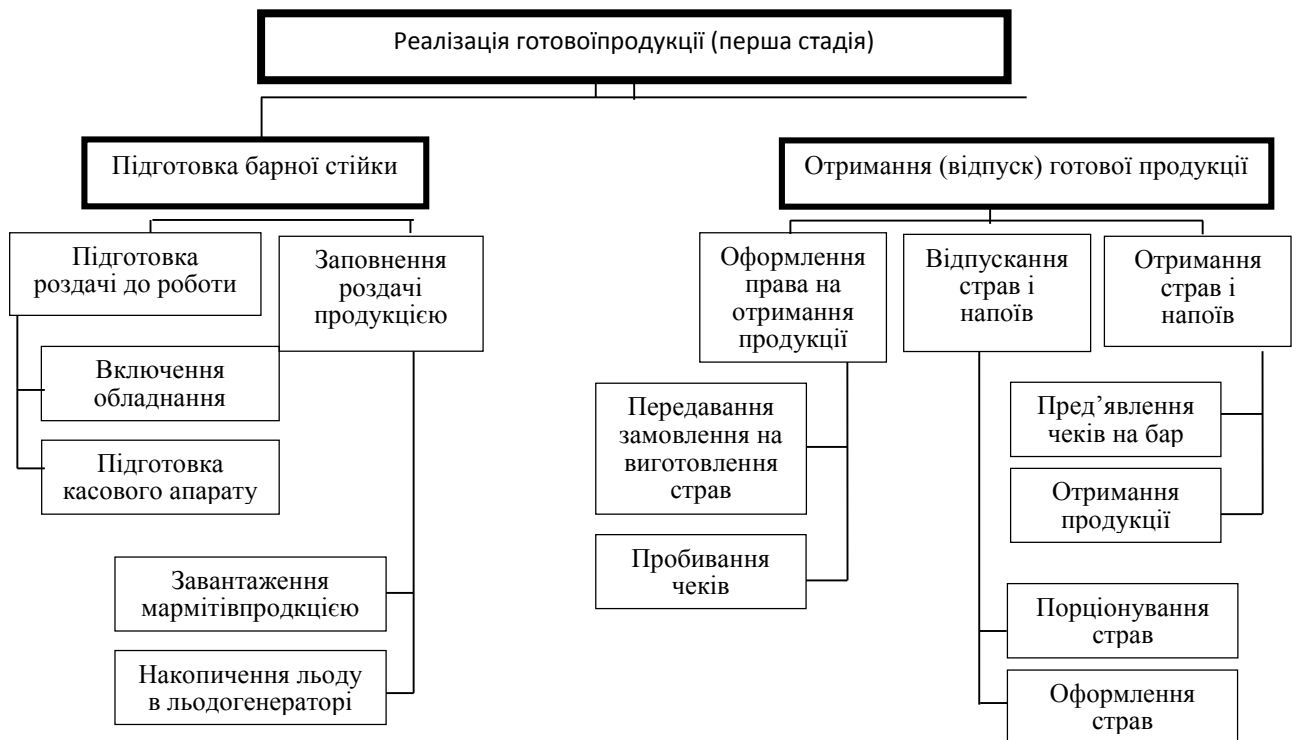 Реалізація готовоїпродукції (перша стадія)
Підготовка барної стійки
Отримання (відпуск) готової продукції
Підготовка
роздачі до роботи
Заповнення
роздачі
продукцією
Оформлення
права на
отримання
продукції
Відпускання
страв і
напоїв
Отримання
страв і
напоїв
Включення
обладнання
Підготовка
касового апарату
Завантаження
мармітівпродкцією
Накопичення льоду
в льодогенераторі
Передавання
замовлення на
виготовлення
страв
Пробивання
чеків
Пред’явлення
чеків на бар
Отримання
продукції
Порціонування
страв
Оформлення
страв